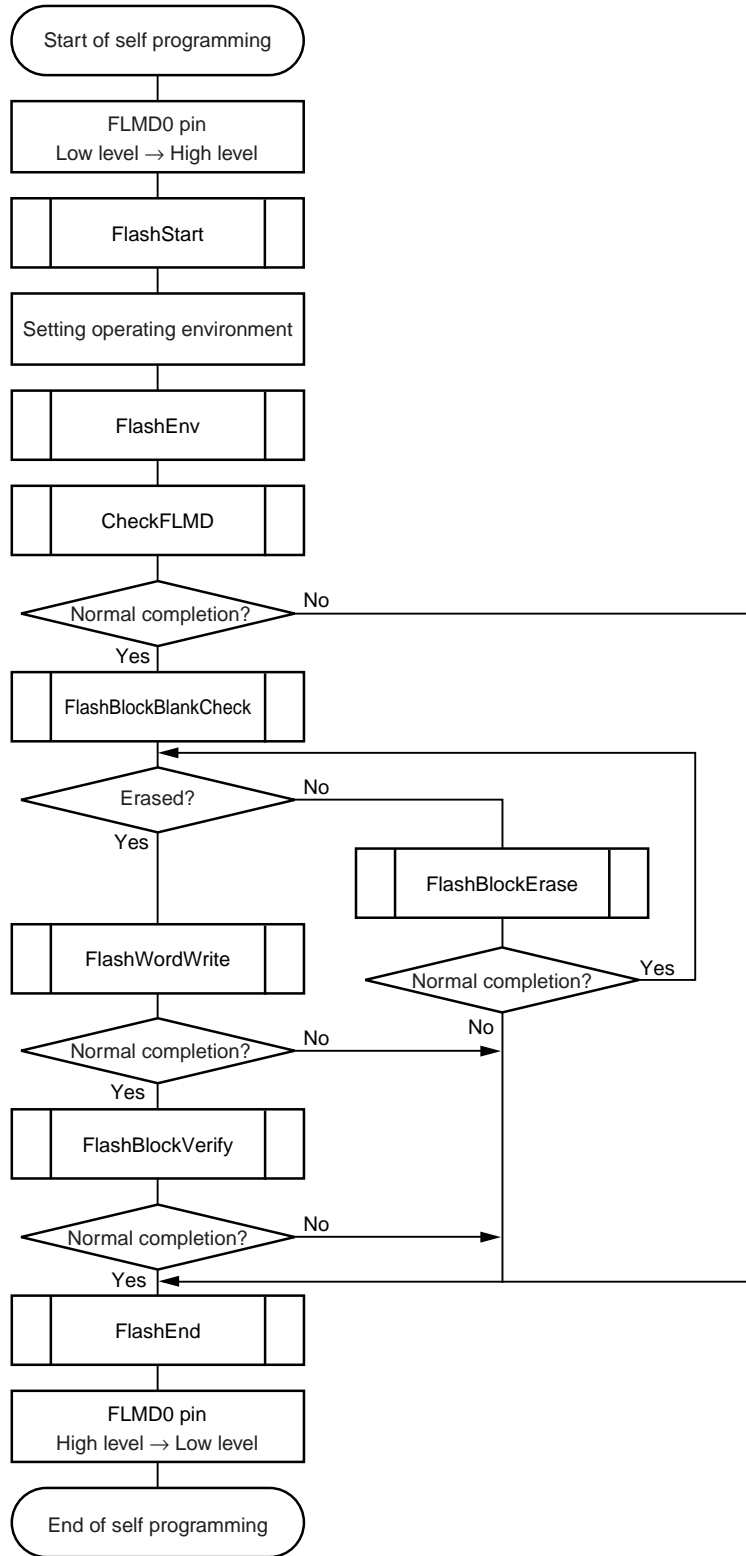 Start of self programming
FLMD0 pin
Low level → High level
FlashStart
Setting operating environment
FlashEnv
CheckFLMD
Normal completion?
No
Yes
FlashBlockBlankCheck
Erased?
No
Yes
FlashBlockErase
Normal completion?
Yes
No
FlashWordWrite
Normal completion?
No
Yes
FlashBlockVerify
Normal completion?
No
Yes
FlashEnd
FLMD0 pin
High level → Low level
End of self programming